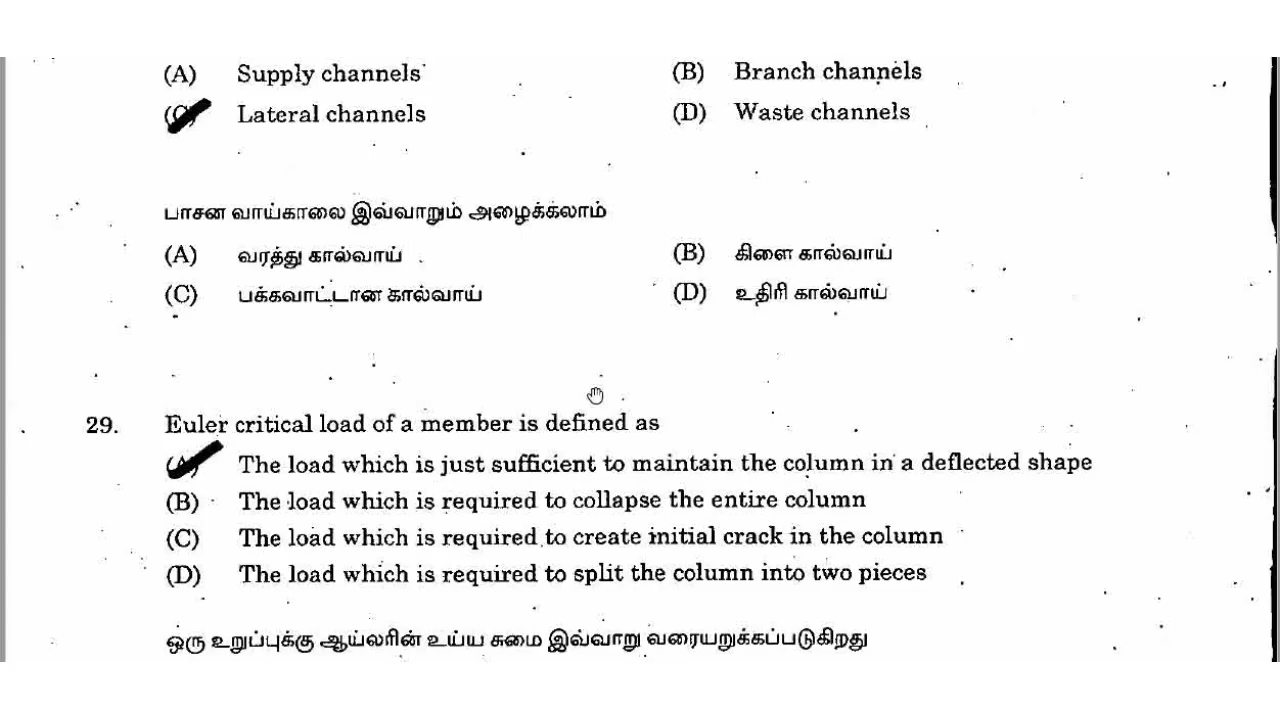 (A) Supply channels (B) Branch channels
(C) Lateral channels (D) Waste channels
பாசன வாய்காலை இவ்வாறும் அழைக்கலாம்
(A) வரத்து கால்வாய் (B) கிளை கால்வாய்
(C) பக்கவாட்டான கால்வாய் (D) உதிரி கால்வாய்
29. Euler critical load of a member is defined as
(A) The load which is just sufficient to maintain the column in a deflected shape
(B) The load which is required to collapse the entire column
(C) The load which is required to create initial crack in the column
(D) The load which is required to split the column into two pieces
ஒரு உறுப்புக்கு ஆய்லரின் உய்ய சுமை இவ்வாறு வரையறுக்கப்படுகிறது